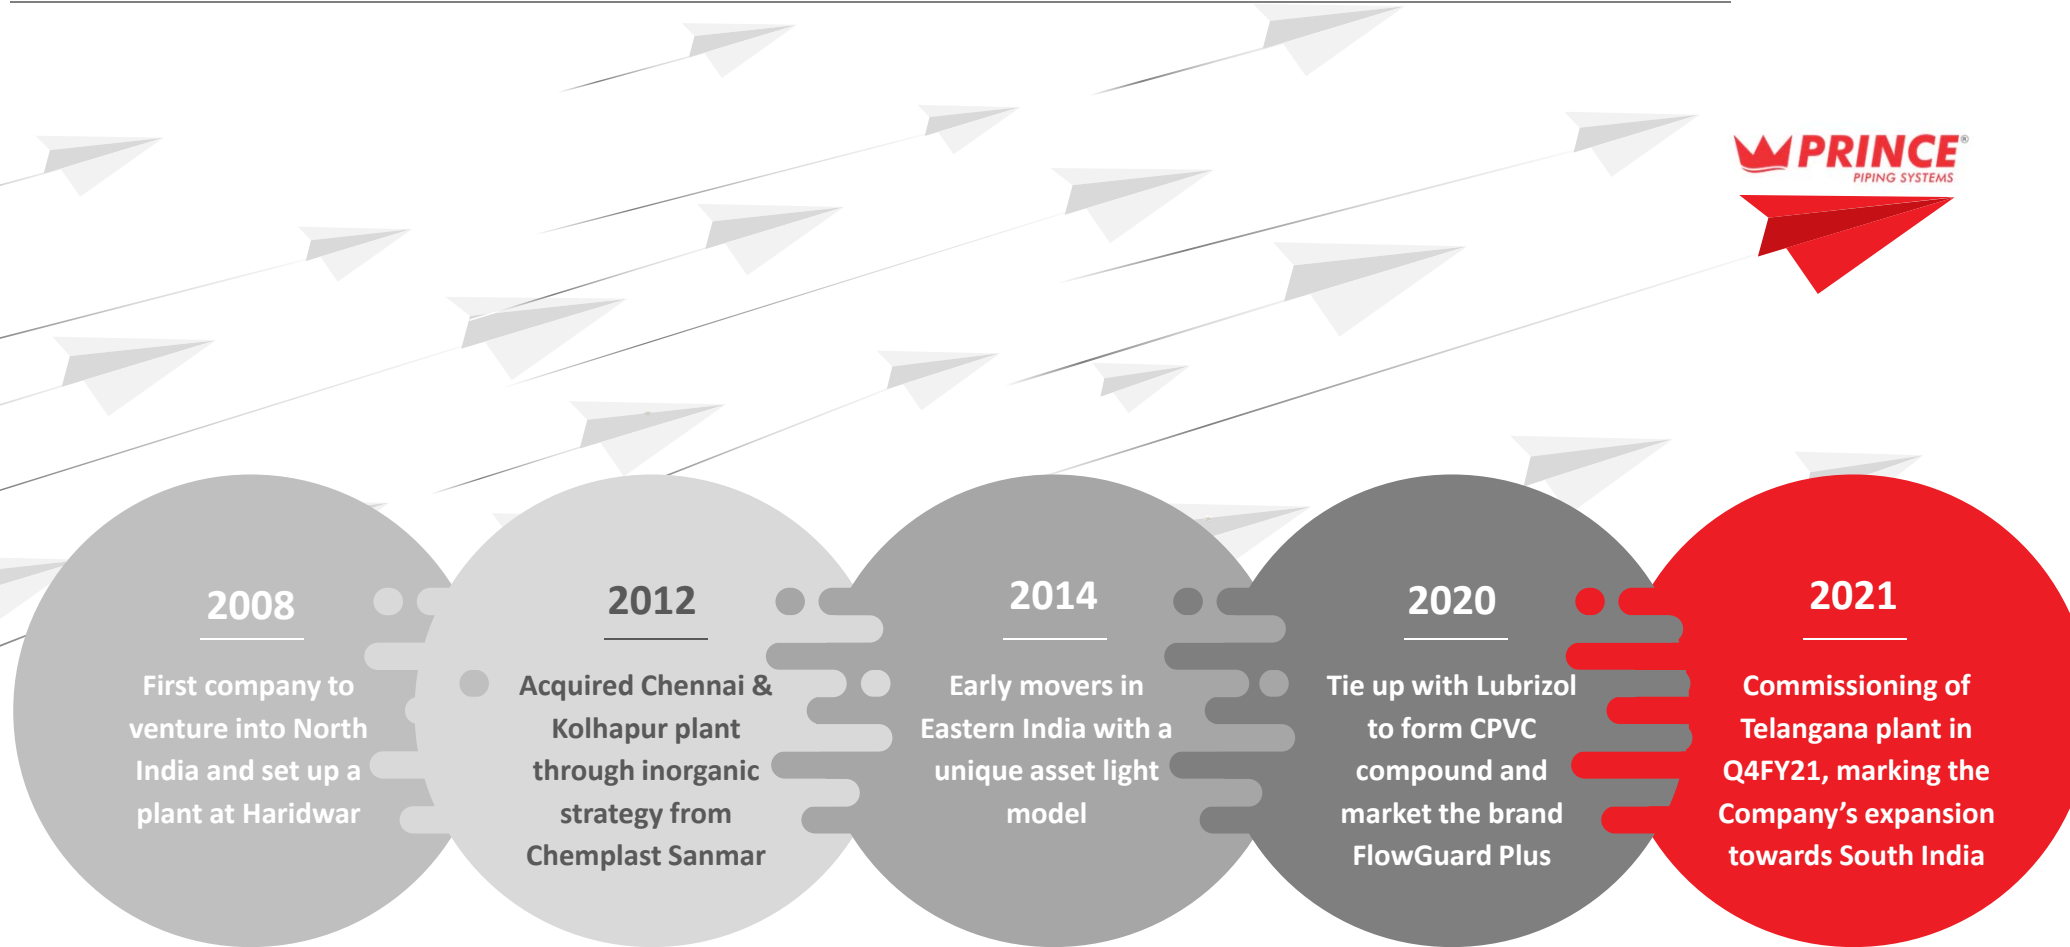 PRINCE®
PIPING SYSTEMS
2008
First company to
venture into North
India and set up a
plant at Haridwar
2012
Acquired Chennai &
Kolhapur plant
through inorganic
strategy from
Chemplast Sanmar
2014
Early movers in
Eastern India with a
unique asset light
model
2020
Tie up with Lubrizol
to form CPVC
compound and
market the brand
FlowGuard Plus
2021
Commissioning of
Telangana plant in
Q4FY21, marking the
Company’s expansion
towards South India